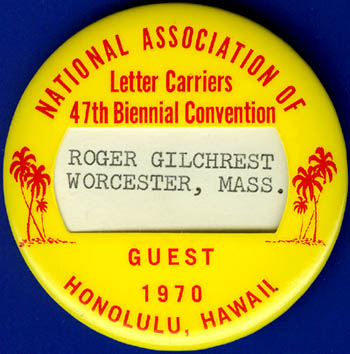 NATIONAL ASSOCIATION OF
Letter Carriers
47th Biennial Convention
ROGER GILCHREST
WORCESTER, MASS.
GUEST
1970
HONOLULU, HAWAII